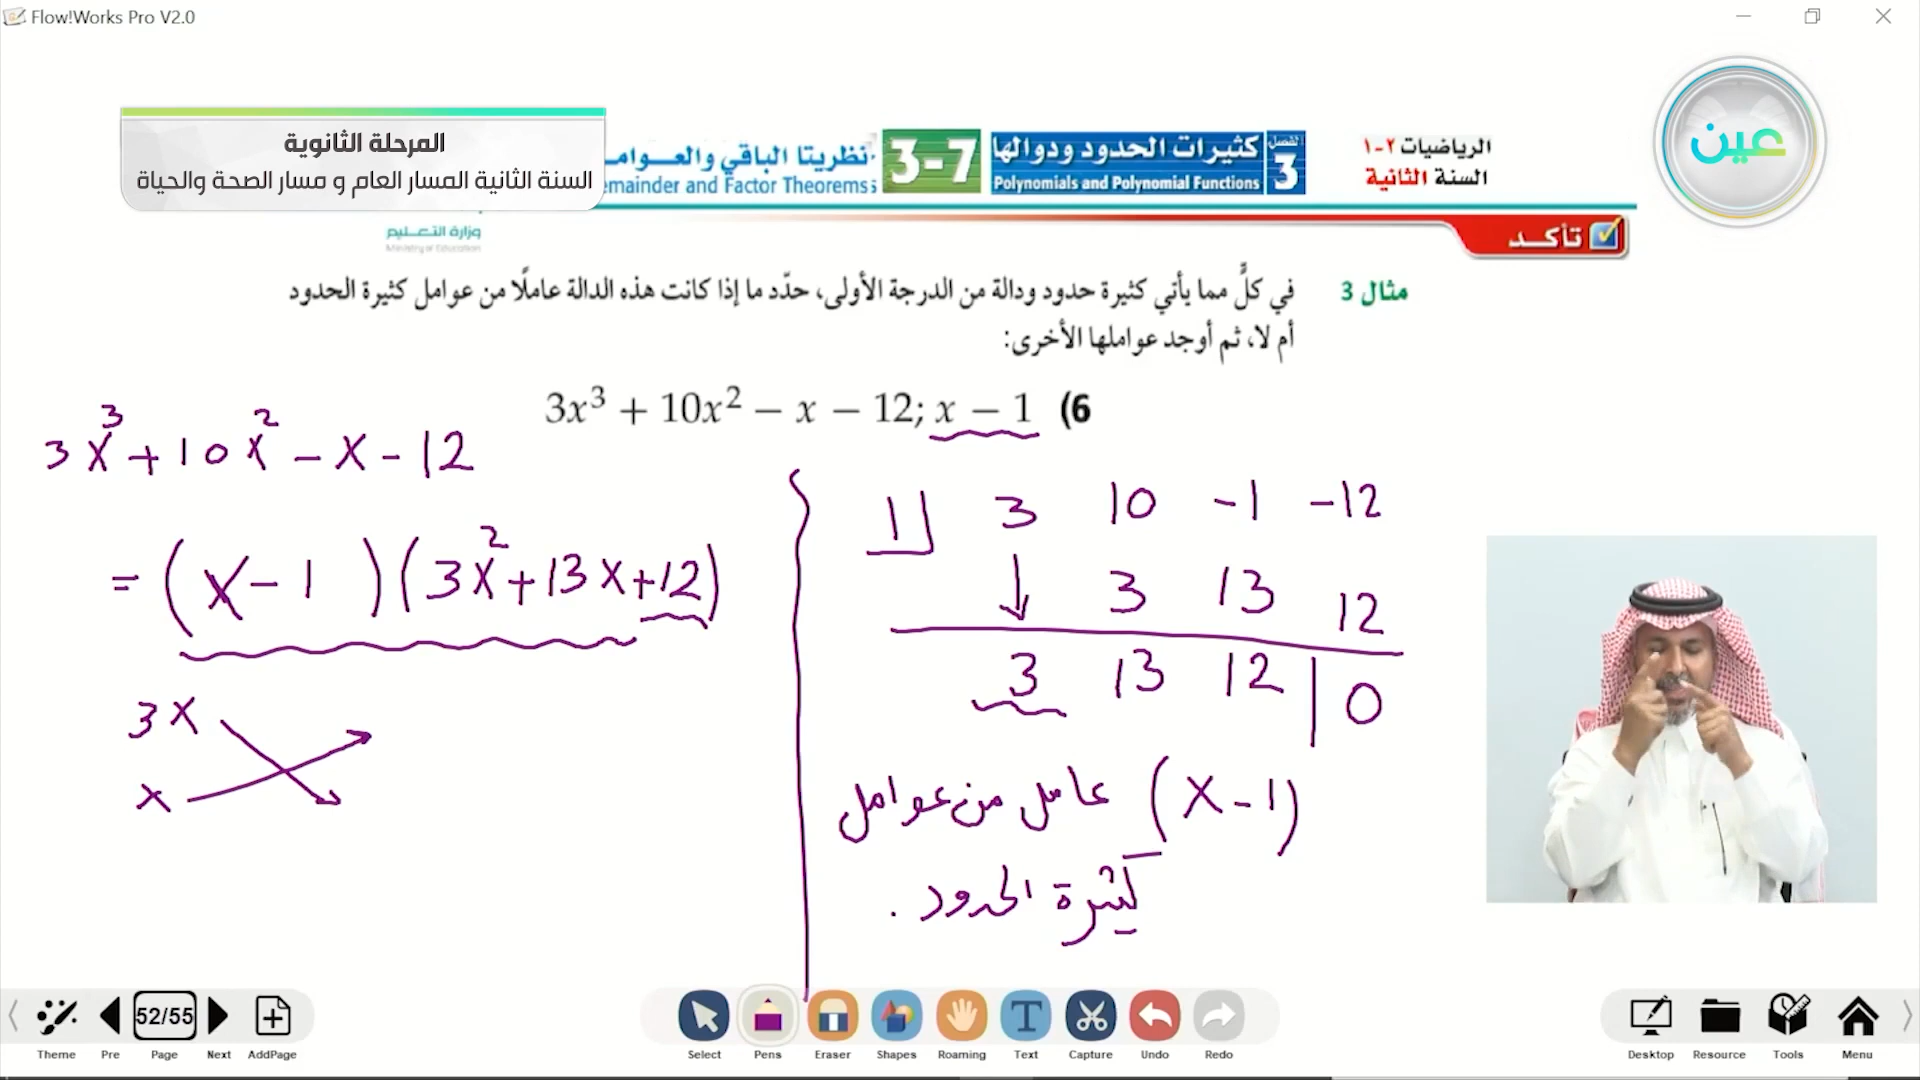 Flow!Works Pro V2.0
عين
المرحلة الثانوية
السنة الثانية المسار العام و مسار الصحة والحياة
الرياضيات ٢-١
السنة الثانية
الفصل
3
كثيرات الحدود ودوالها
Polynomials and Polynomial Functions
3-7
نظريتا الباقي والعوامـ
emainder and Factor Theorems
وزارة التعليم
Ministry of Education
تأكد
مثال 3 في كلٍّ مما يأتي كثيرة حدود ودالة من الدرجة الأولى، حدّد ما إذا كانت هذه الدالة عاملًا من عوامل كثيرة الحدود
أم لا، ثم أوجد عواملها الأخرى:
3x³ + 10x² − x − 12; x − 1 (6
3x³ + 10x² − x − 12
= (x − 1 ) (3x² + 13x + 12)
3x
x
1 3 10 -1 -12
3 13 12
3 13 12 0
(x − 1) عامل من عوامل
كثيرة الحدود .
Theme Pre 52/55 Page Next AddPage
Select Pens Eraser Shapes Roaming Text Capture Undo Redo
Desktop Resource Tools Menu